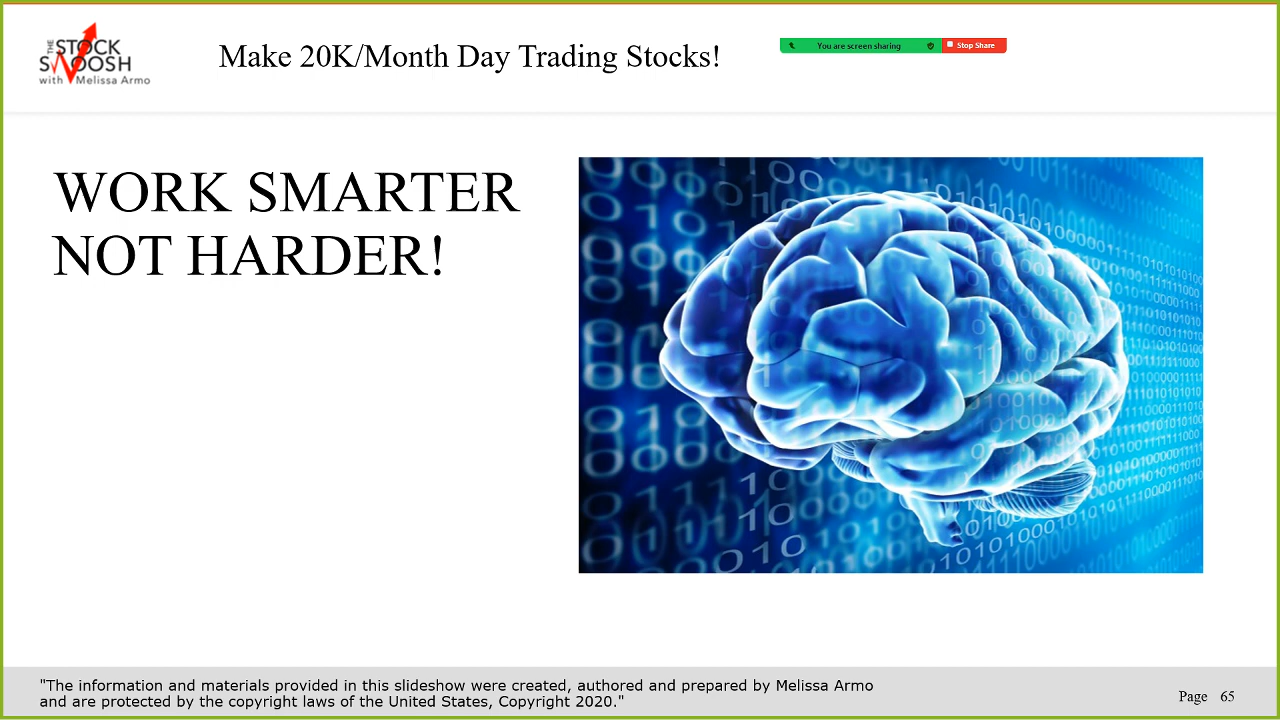 THE
STOCK
SWOOSH
with Melissa Armo
Make 20K/Month Day Trading Stocks!
You are screen sharing
Stop Share
WORK SMARTER
NOT HARDER!
"The information and materials provided in this slideshow were created, authored and prepared by Melissa Armo
and are protected by the copyright laws of the United States, Copyright 2020."
Page 65